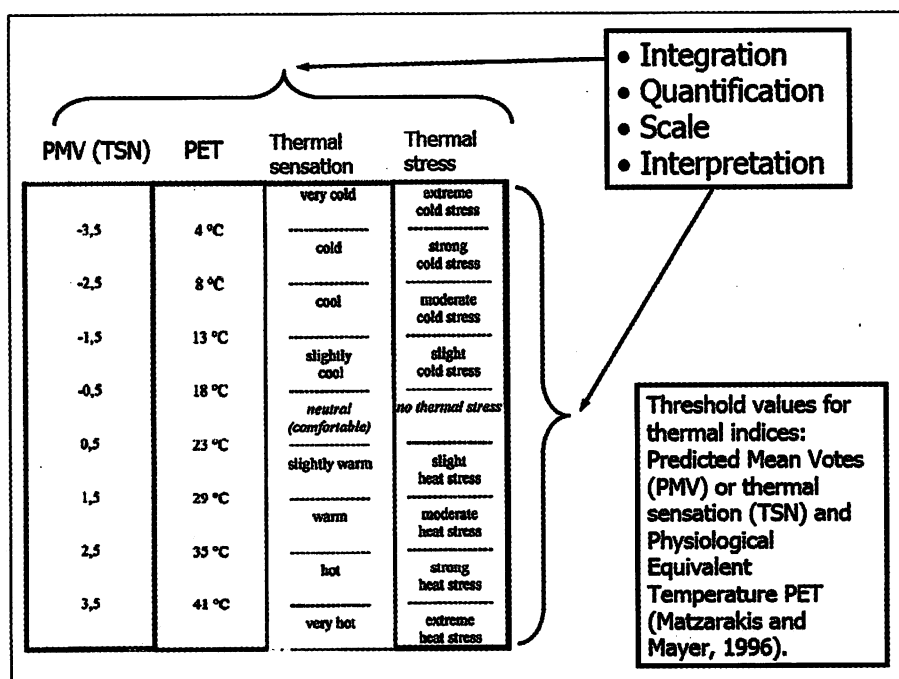 • Integration
• Quantification
• Scale
• Interpretation
PMV (TSN) PET Thermal sensation Thermal stress
very cold extreme cold stress
-3,5 4 °C
cold strong cold stress
-2,5 8 °C
cool moderate cold stress
-1,5 13 °C
slightly cool slight cold stress
-0,5 18 °C
neutral (comfortable) no thermal stress
0,5 23 °C
slightly warm slight heat stress
1,5 29 °C
warm moderate heat stress
2,5 35 °C
hot strong heat stress
3,5 41 °C
very hot extreme heat stress
Threshold values for
thermal indices:
Predicted Mean Votes
(PMV) or thermal
sensation (TSN) and
Physiological
Equivalent
Temperature PET
(Matzarakis and
Mayer, 1996).